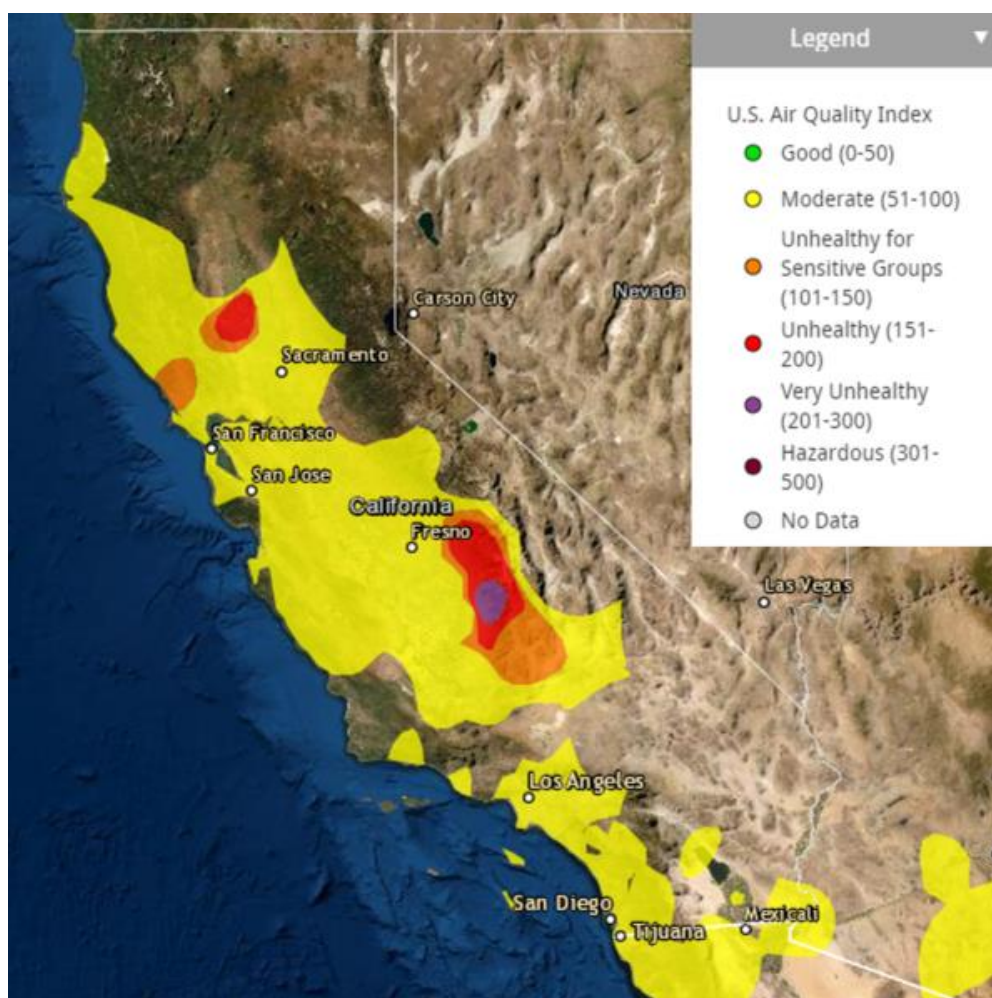 Legend
U.S. Air Quality Index
Good (0-50)
Moderate (51-100)
Unhealthy for
Sensitive Groups
(101-150)
Unhealthy (151-
200)
Very Unhealthy
(201-300)
Hazardous (301-
500)
No Data
Carson City
Nevada
Sacramento
San Francisco
San Jose
California
Fresno
Las Vegas
Los Angeles
San Diego
Mexicali
Tijuana